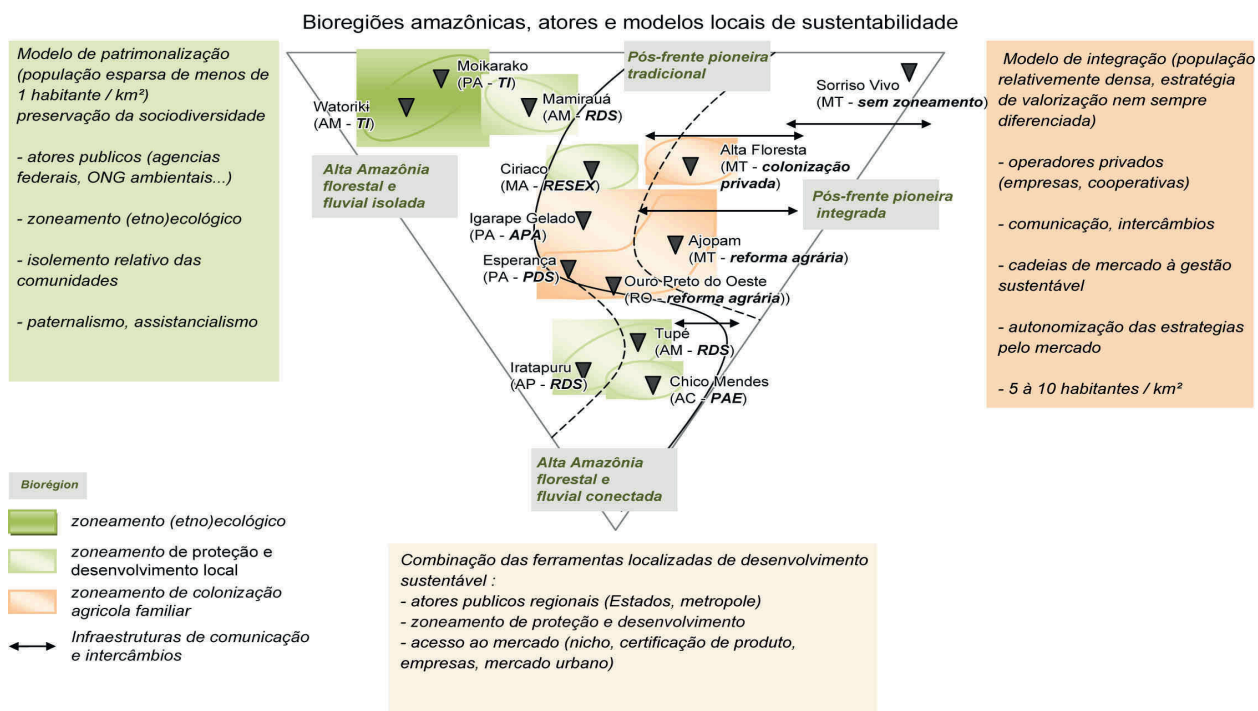 Bioregiões amazônicas, atores e modelos locais de sustentabilidade
Modelo de patrimonalização
(população esparsa de menos de
1 habitante / km²)
preservação da sociodiversidade
- atores publicos (agencias
federais, ONG ambientais...)
- zoneamento (etno)ecológico
- isolemento relativo das
comunidades
- paternalismo, assistancialismo
Moikarako
(PA - TI)
Watoriki
(AM - TI)
Mamirauá
(AM - RDS)
Pós-frente pioneira
tradicional
Sorriso Vivo
(MT - sem zoneamento)
Alta Amazônia
florestal e
fluvial isolada
Ciriaco
(MA - RESEX)
Alta Floresta
(MT - colonização
privada)
Igarape Gelado
(PA - APA)
Pós-frente pioneira
integrada
Ajopam
(MT - reforma agrária)
Esperança
(PA - PDS)
Ouro Preto do Oeste
(RO - reforma agrária))
Tupé
(AM - RDS)
Iratapuru
(AP - RDS)
Chico Mendes
(AC - PAE)
Alta Amazônia
florestal e
fluvial conectada
Modelo de integração (população
relativamente densa, estratégia
de valorização nem sempre
diferenciada)
- operadores privados
(empresas, cooperativas)
- comunicação, intercâmbios
- cadeias de mercado à gestão
sustentável
- autonomização das estrategias
pelo mercado
- 5 à 10 habitantes / km²
Biorégion
zoneamento (etno)ecológico
zoneamento de proteção e
desenvolvimento local
zoneamento de colonização
agricola familiar
Infraestruturas de comunicação
e intercâmbios
Combinação das ferramentas localizadas de desenvolvimento
sustentável :
- atores publicos regionais (Estados, metropole)
- zoneamento de proteção e desenvolvimento
- acesso ao mercado (nicho, certificação de produto,
empresas, mercado urbano)